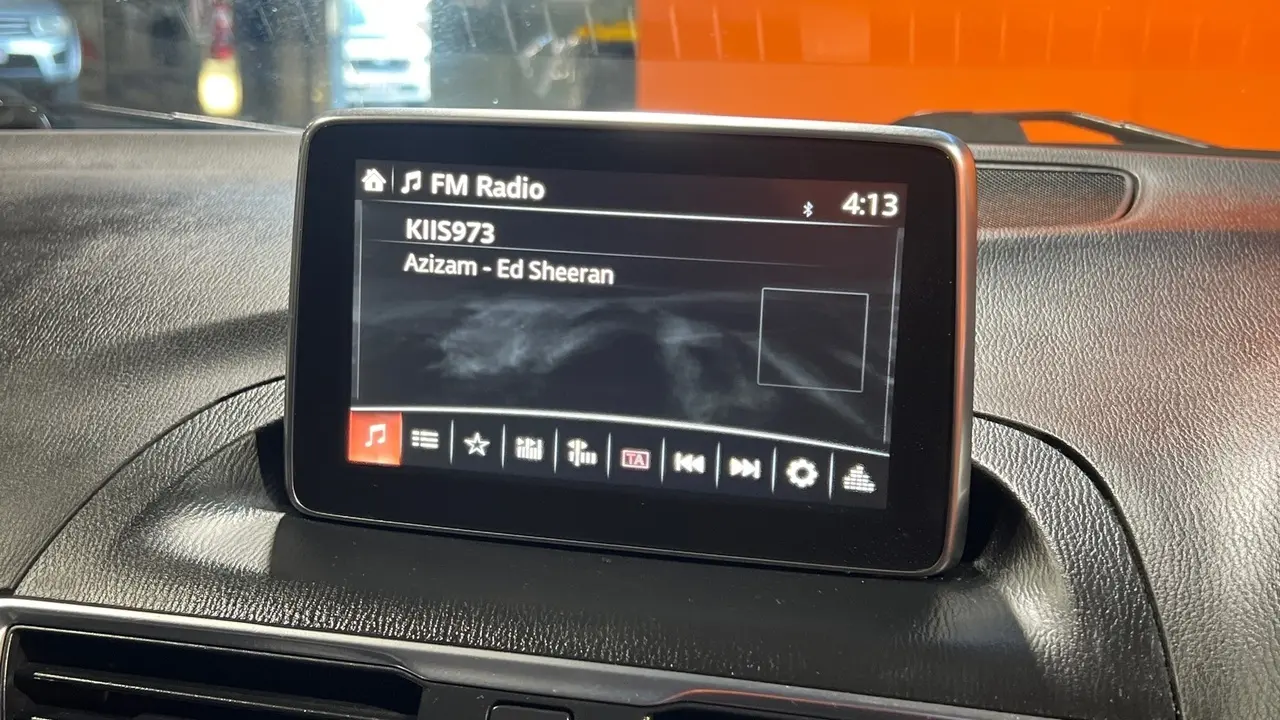 FM Radio
4:13
KIIS973
Azizam - Ed Sheeran
TA